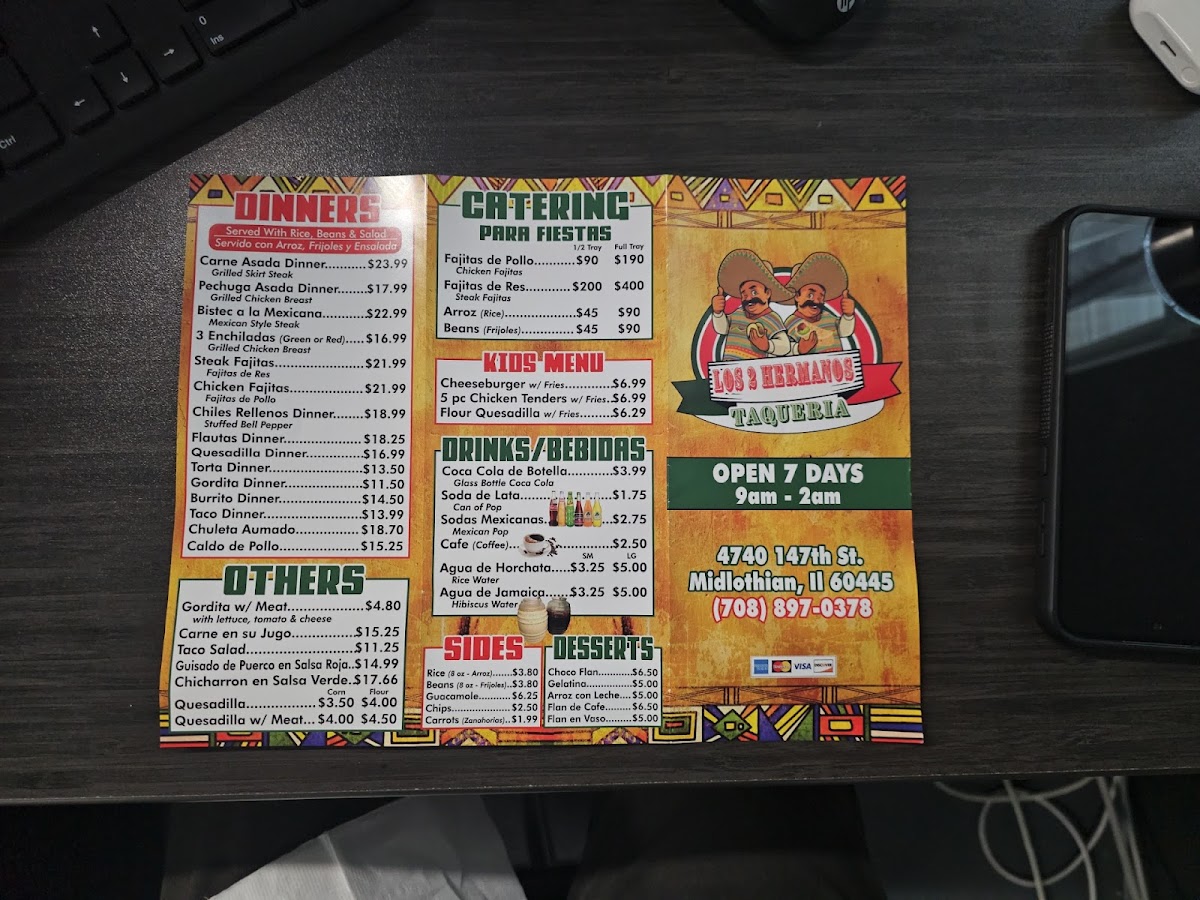 0
Ins
Ctrl
DINNERS
Served With Rice, Beans & Salad
Servido con Arroz, Frijoles y Ensalada
Carne Asada Dinner...........$23.99
Grilled Skirt Steak
Pechuga Asada Dinner.......$17.99
Grilled Chicken Breast
Bistec a la Mexicana...........$22.99
Mexican Style Steak
3 Enchiladas (Green or Red).....$16.99
Grilled Chicken Breast
Steak Fajitas........................$21.99
Fajitas de Res
Chicken Fajitas....................$21.99
Fajitas de Pollo
Chiles Rellenos Dinner.......$18.99
Stuffed Bell Pepper
Flautas Dinner.................. $18.25
Quesadilla Dinner.............$16.99
Torta Dinner......................$13.50
Gordita Dinner..................$11.50
Burrito Dinner....................$14.50
Taco Dinner.......................$13.99
Chuleta Aumado...............$18.70
Caldo de Pollo...................$15.25
OTHERS
Gordita w/ Meat..................$4.80
with lettuce, tomato & cheese
Carne en su Jugo................$15.25
Taco Salad.........................$11.25
Guisado de Puerco en Salsa Roja..$14.99
Chicharron en Salsa Verde.$17.66
Corn Flour
Quesadilla...................$3.50 $4.00
Quesadilla w/ Meat... $4.00 $4.50
CATERING
PARA FIESTAS
1/2 Tray Full Tray
Fajitas de Pollo...........$90 $190
Chicken Fajitas
Fajitas de Res.............$200 $400
Steak Fajitas
Arroz (Rice)..................$45 $90
Beans (Frijoles)..............$45 $90
KIDS MENU
Cheeseburger w/ Fries............$6.99
5 pc Chicken Tenders w/ Fries..$6.99
Flour Quesadilla w/ Fries........$6.29
DRINKS/BEBIDAS
Coca Cola de Botella...........$3.99
Glass Bottle Coca Cola
Soda de Lata.......................$1.75
Can of Pop
Sodas Mexicanas................$2.75
Mexican Pop
Cafe (Coffee)........................$2.50
SM LG
Agua de Horchata.....$3.25 $5.00
Rice Water
Agua de Jamaica......$3.25 $5.00
Hibiscus Water
SIDES
Rice (8 oz - Arroz).......$3.80
Beans (8 oz - Frijoles)..$3.80
Guacamole.............$6.25
Chips......................$2.50
Carrots (Zanahorias)..$1.99
DESSERTS
Choco Flan.............$6.50
Gelatina.................$5.00
Arroz con Leche....$5.00
Flan de Cafe..........$6.50
Flan en Vaso..........$5.00
LOS 2 HERMANOS
TAQUERIA
OPEN 7 DAYS
9am - 2am
4740 147th St.
Midlothian, Il 60445
(708) 897-0378
VISA
DISCOVER